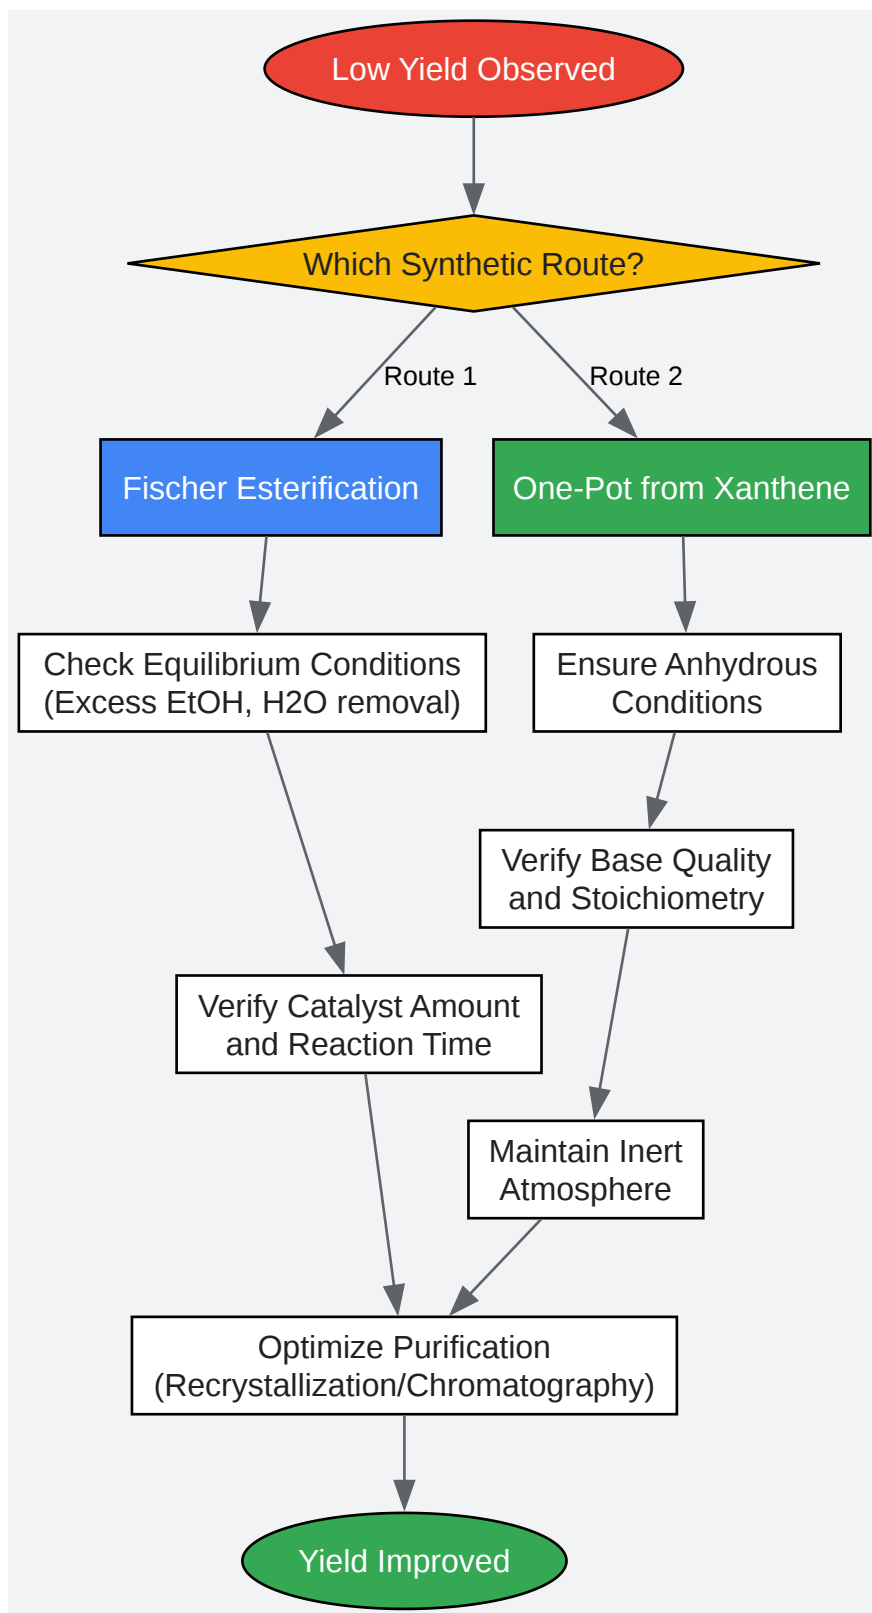 Low Yield Observed
Which Synthetic Route?
Route 1
Route 2
Fischer Esterification
One-Pot from Xanthene
Check Equilibrium Conditions
(Excess EtOH, H2O removal)
Ensure Anhydrous
Conditions
Verify Base Quality
and Stoichiometry
Verify Catalyst Amount
and Reaction Time
Maintain Inert
Atmosphere
Optimize Purification
(Recrystallization/Chromatography)
Yield Improved